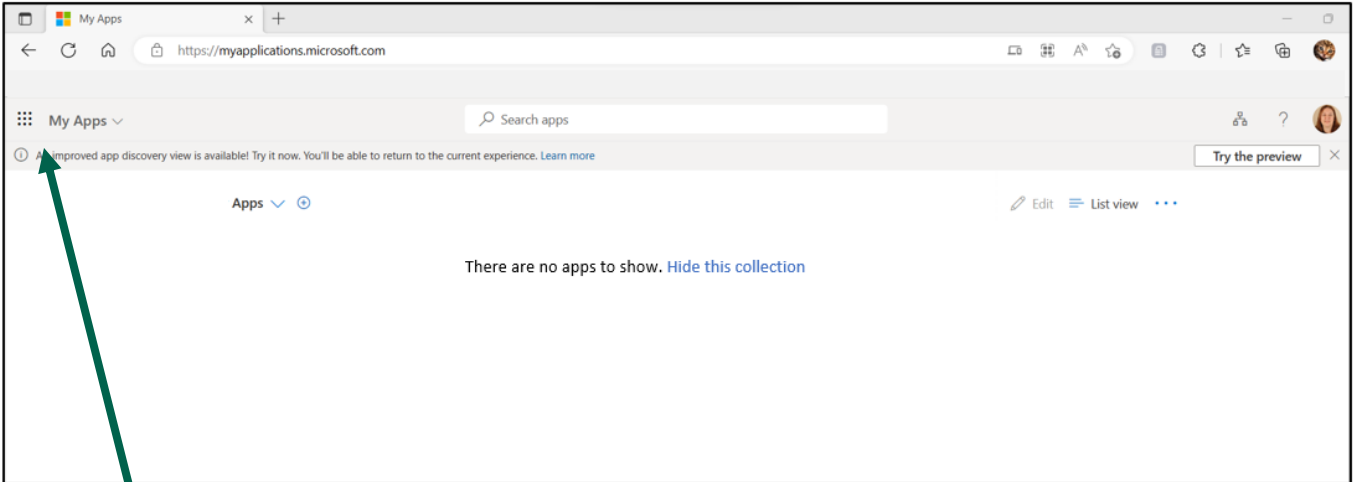 My Apps
https://myapplications.microsoft.com
My Apps
Search apps
improved app discovery view is available! Try it now. You'll be able to return to the current experience. Learn more
Try the preview
Apps
Edit
List view
There are no apps to show. Hide this collection